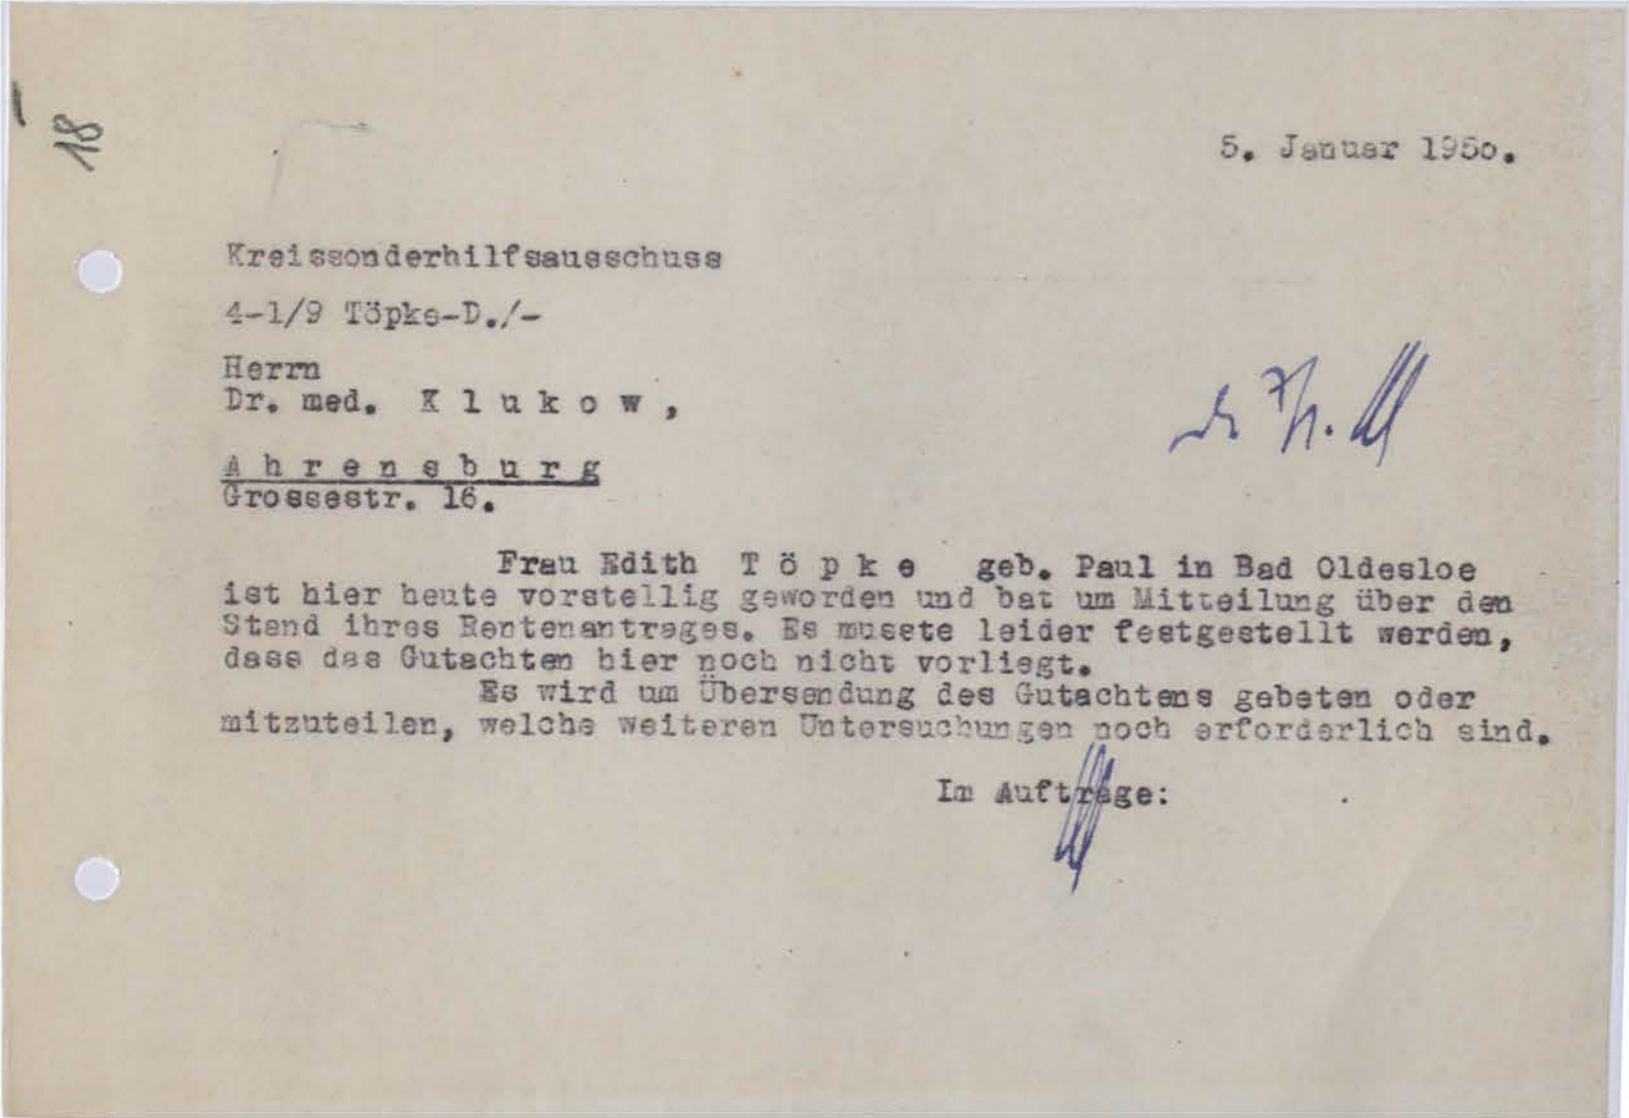 18
5. Januar 1950.
Kreissonderhilfsausschuss
4-1/9 Töpke-D./-
Herrn
Dr. med. K l u k o w ,
A h r e n s b u r g
Grossestr. 16.
Frau Edith T ö p k e geb. Paul in Bad Oldesloe
ist hier heute vorstellig geworden und bat um Mitteilung über den
Stand ihres Rentenantrages. Es musste leider festgestellt werden,
dass das Gutachten hier noch nicht vorliegt.
Es wird um Übersendung des Gutachtens gebeten oder
mitzuteilen, welche weiteren Untersuchungen noch erforderlich sind.
Im Auftrage: